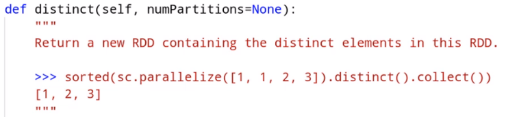 def distinct(self, numPartitions=None):
"""
Return a new RDD containing the distinct elements in this RDD.
>>> sorted(sc.parallelize([1, 1, 2, 3]).distinct().collect())
[1, 2, 3]
"""